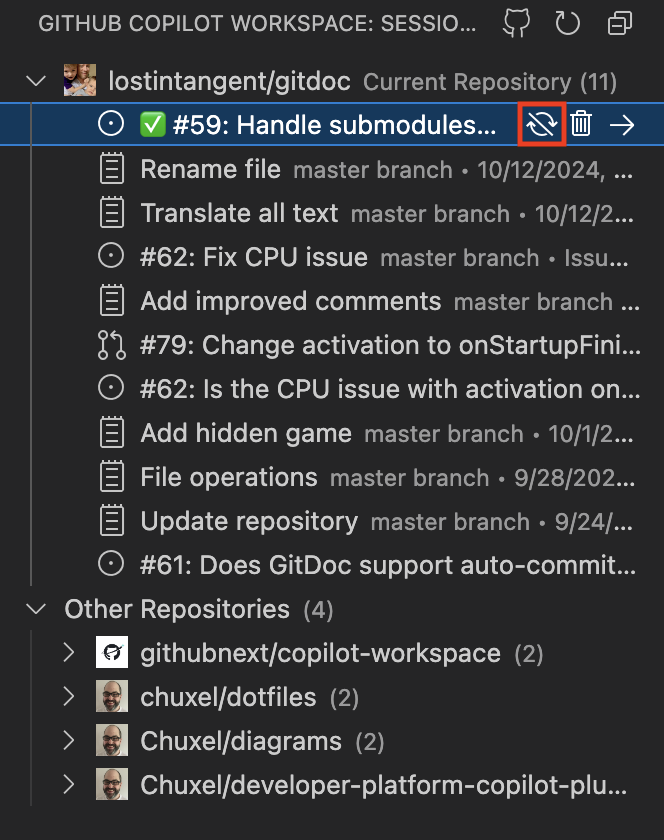 GITHUB COPILOT WORKSPACE: SESSIO...
lostintangent/gitdoc Current Repository (11)
✅ #59: Handle submodules...
Rename file master branch • 10/12/2024, ...
Translate all text master branch • 10/12/2...
#62: Fix CPU issue master branch • Issu...
Add improved comments master branch ...
#79: Change activation to onStartupFini...
#62: Is the CPU issue with activation on...
Add hidden game master branch • 10/1/2...
File operations master branch • 9/28/202...
Update repository master branch • 9/24/...
#61: Does GitDoc support auto-commit...
Other Repositories (4)
githubnext/copilot-workspace (2)
chuxel/dotfiles (2)
Chuxel/diagrams (2)
Chuxel/developer-platform-copilot-plu...